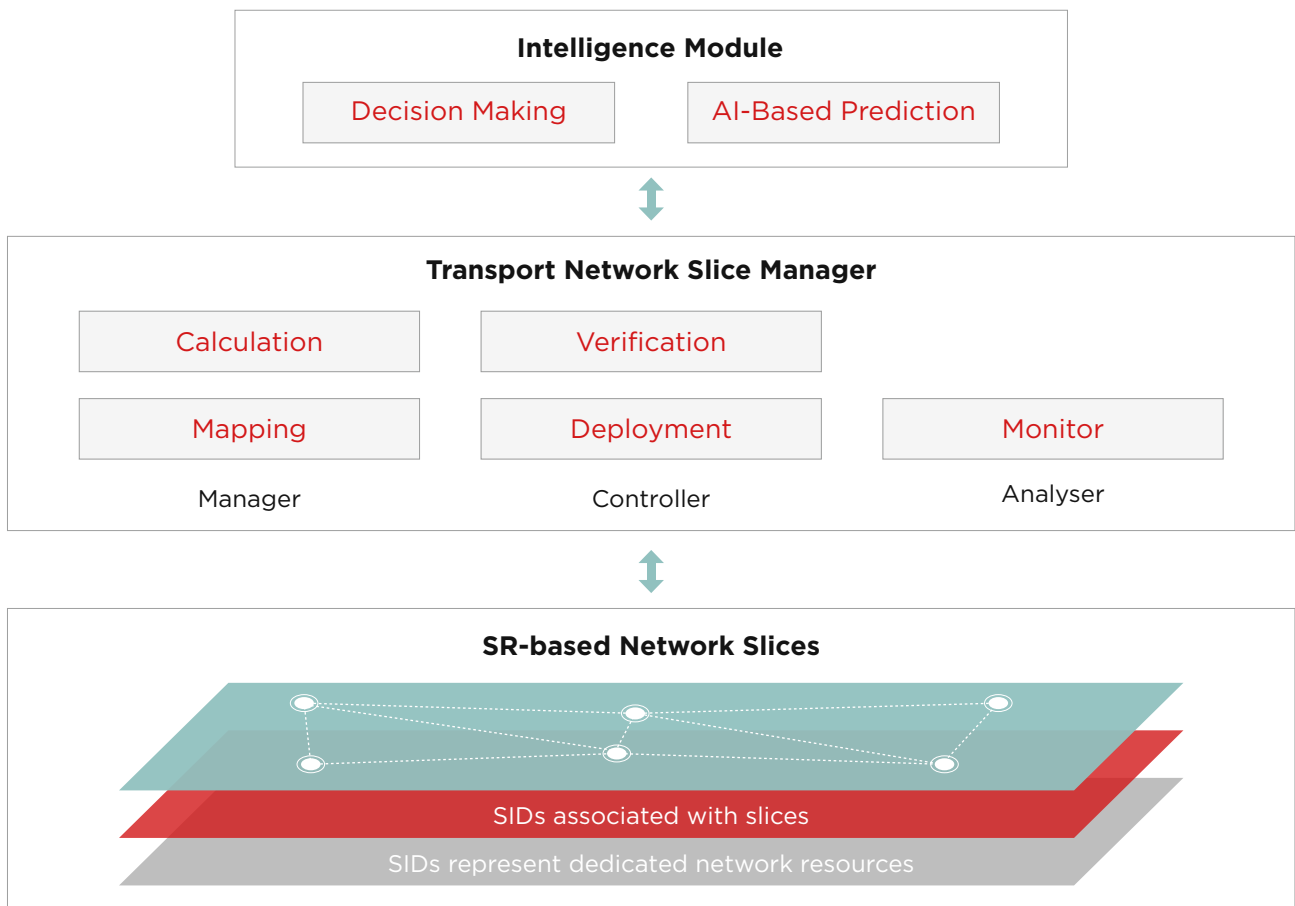 Intelligence Module
Decision Making
AI-Based Prediction
Transport Network Slice Manager
Calculation
Verification
Mapping
Deployment
Monitor
Manager
Controller
Analyser
SR-based Network Slices
SIDs associated with slices
SIDs represent dedicated network resources